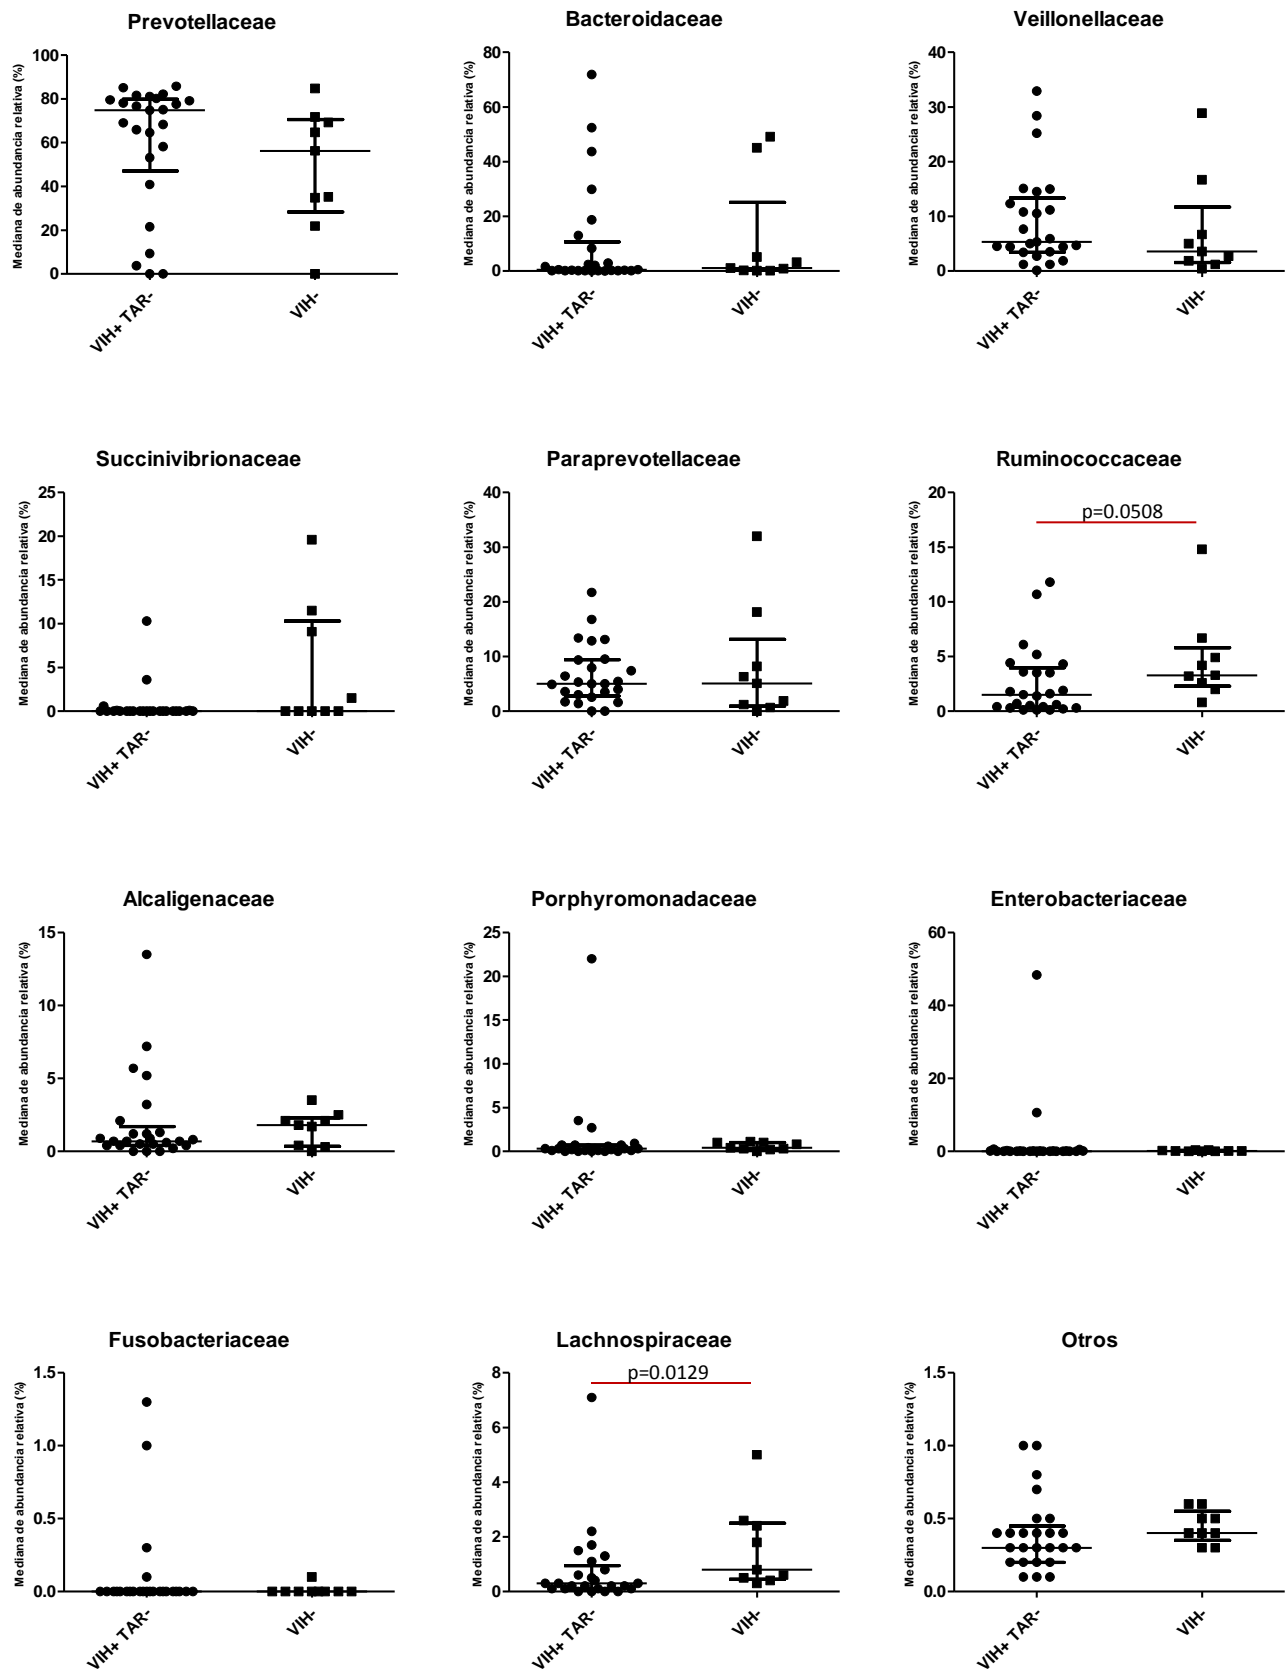 Prevotellaceae
Mediana de abundancia relativa (%)
100
80
60
40
20
0
VIH+ TAR-
VIH-
Bacteroidaceae
Mediana de abundancia relativa (%)
80
60
40
20
0
VIH+ TAR-
VIH-
Veillonellaceae
Mediana de abundancia relativa (%)
40
30
20
10
0
VIH+ TAR-
VIH-
Succinivibrionaceae
Mediana de abundancia relativa (%)
25
20
15
10
5
0
VIH+ TAR-
VIH-
Paraprevotellaceae
Mediana de abundancia relativa (%)
40
30
20
10
0
VIH+ TAR-
VIH-
Ruminococcaceae
Mediana de abundancia relativa (%)
20
15
10
5
0
p=0.0508
VIH+ TAR-
VIH-
Alcaligenaceae
Mediana de abundancia relativa (%)
15
10
5
0
VIH+ TAR-
VIH-
Porphyromonadaceae
Mediana de abundancia relativa (%)
25
20
15
10
5
0
VIH+ TAR-
VIH-
Enterobacteriaceae
Mediana de abundancia relativa (%)
60
40
20
0
VIH+ TAR-
VIH-
Fusobacteriaceae
Mediana de abundancia relativa (%)
1.5
1.0
0.5
0.0
VIH+ TAR-
VIH-
Lachnospiraceae
Mediana de abundancia relativa (%)
8
6
4
2
0
p=0.0129
VIH+ TAR-
VIH-
Otros
Mediana de abundancia relativa (%)
1.5
1.0
0.5
0.0
VIH+ TAR-
VIH-